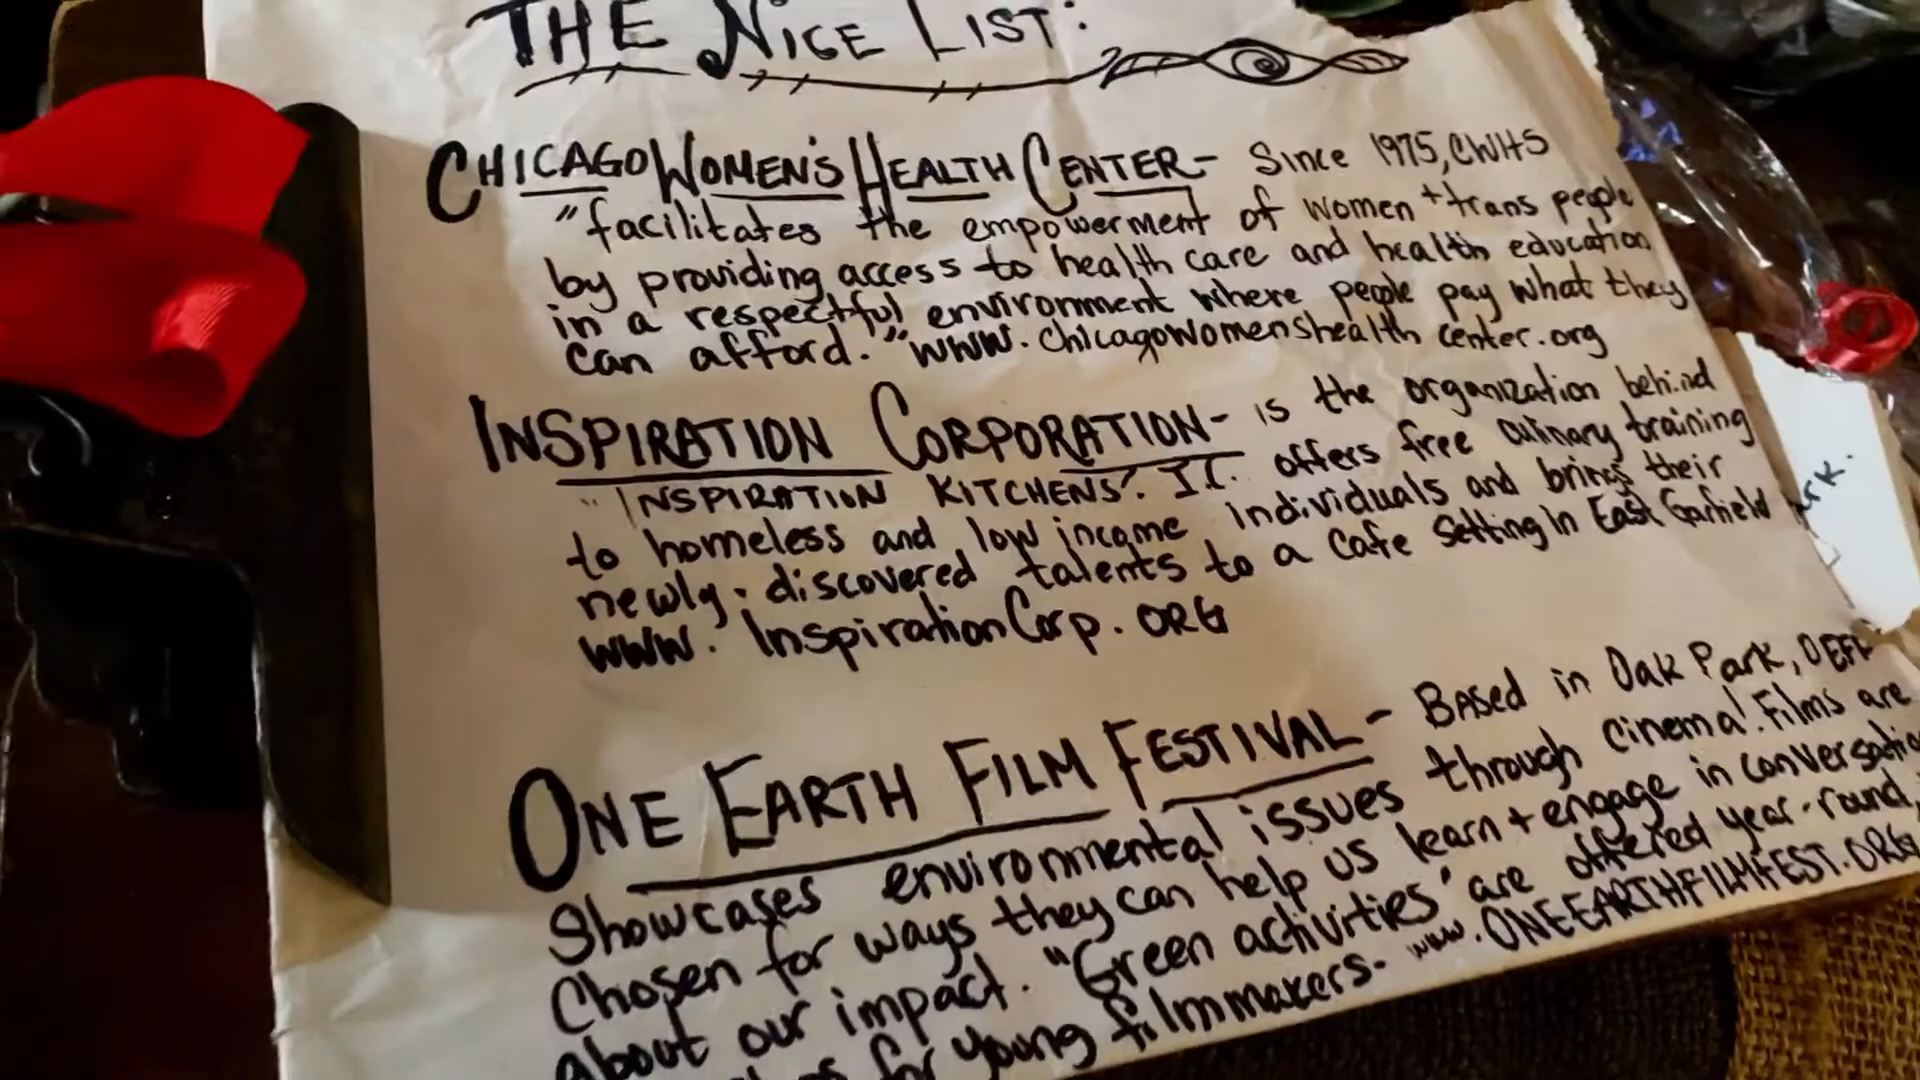 THE NICE LIST:
CHICAGO WOMEN'S HEALTH CENTER- Since 1975, CWHS
"facilitates the empowerment of women + trans people
by providing access to health care and health education
in a respectful environment where people pay what they
can afford." www.chicagowomenshealthcenter.org
INSPIRATION CORPORATION- is the organization behind
"INSPIRATION KITCHENS". I.C. offers free culinary training
to homeless and low income individuals and brings their
newly-discovered talents to a cafe setting in East Garfield
www.InspirationCorp.ORG
ONE EARTH FILM FESTIVAL- BASed in Oak Park, OEFF
Showcases environmental issues through cinema! Films are
Chosen for ways they can help us learn + engage in conversatio
about our impact. "Green activities" are offered year-round,
for young filmmakers- www.ONEEARTHFILMFEST.ORG